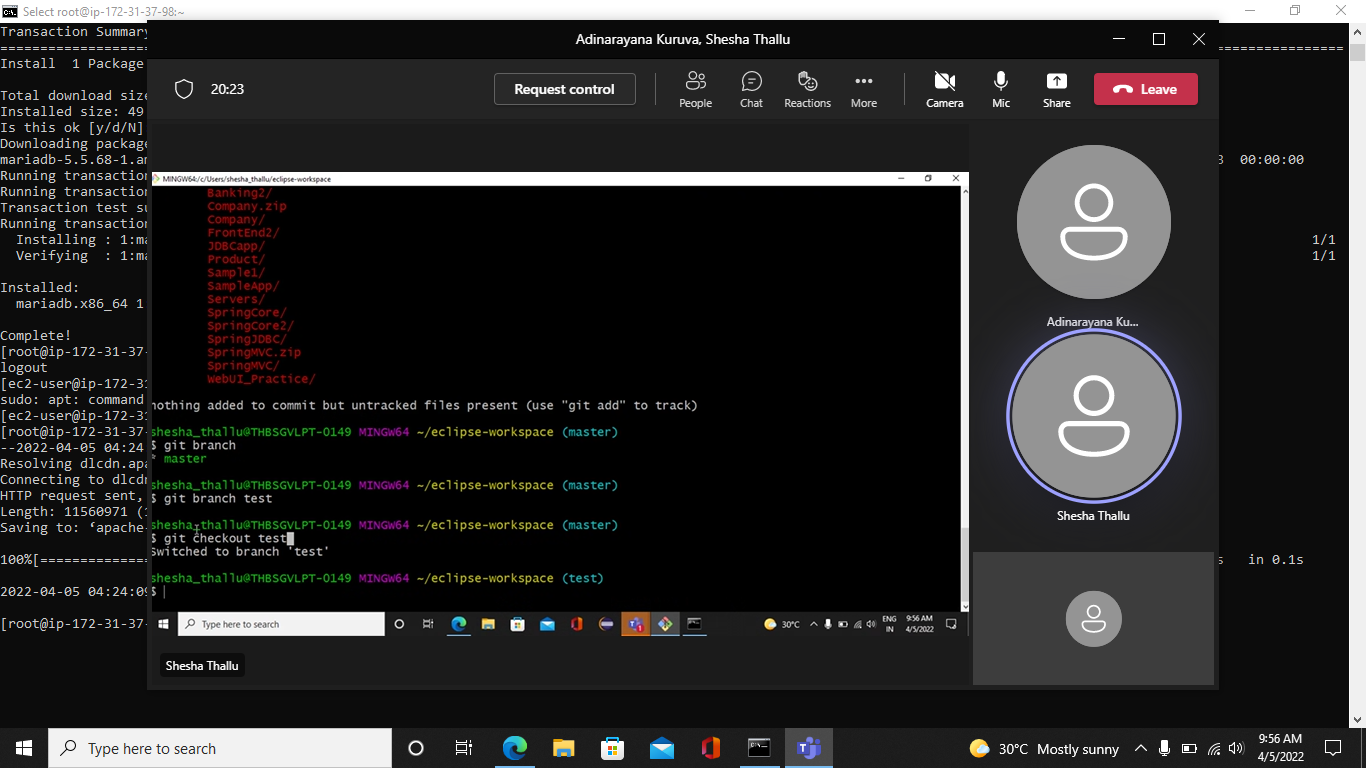 Select root@ip-172-31-37-98:~
Transaction Summary
Install 1 Package
Total download size
Installed size: 49
Is this ok [y/d/N]
Downloading package
mariadb-5.5.68-1.am
00:00:00
Running transaction
Running transaction
Transaction test su
Running transaction
Installing : 1:ma
1/1
Verifying : 1:ma
1/1
Installed:
mariadb.x86_64 1
Complete!
[root@ip-172-31-37-
logout
[ec2-user@ip-172-31
sudo: apt: command
[ec2-user@ip-172-31
[root@ip-172-31-37-
--2022-04-05 04:24
Resolving dlcdn.apa
Connecting to dlcdn
HTTP request sent,
Length: 11560971 (1
Saving to: ‘apache-
100%[==============
s in 0.1s
2022-04-05 04:24:09
[root@ip-172-31-37-
Adinarayana Kuruva, Shesha Thallu
20:23
Request control
People
Chat
Reactions
More
Camera
Mic
Share
Leave
MINGW64:/c/Users/shesha_thallu/eclipse-workspace
Banking2/
Company.zip
Company/
FrontEnd2/
JDBCapp/
Product/
Sample1/
SampleApp/
Servers/
SpringCore/
SpringCore2/
SpringJDBC/
SpringMVC.zip
SpringMVC/
WebUI_Practice/
nothing added to commit but untracked files present (use "git add" to track)
shesha_thallu@THBSGVLPT-0149 MINGW64 ~/eclipse-workspace (master)
$ git branch
* master
shesha_thallu@THBSGVLPT-0149 MINGW64 ~/eclipse-workspace (master)
$ git branch test
shesha_thallu@THBSGVLPT-0149 MINGW64 ~/eclipse-workspace (master)
$ git checkout test
Switched to branch 'test'
shesha_thallu@THBSGVLPT-0149 MINGW64 ~/eclipse-workspace (test)
$
Type here to search
30°C
ENG
IN
9:56 AM
4/5/2022
Shesha Thallu
Adinarayana Ku...
Shesha Thallu
Type here to search
30°C Mostly sunny
9:56 AM
4/5/2022